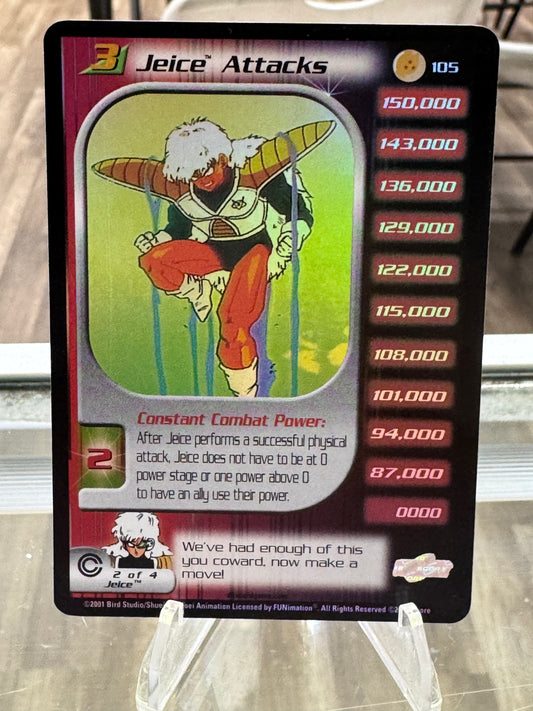 3 Jeice™ Attacks 105
150,000
143,000
136,000
129,000
122,000
115,000
108,000
101,000
94,000
87,000
0000
Constant Combat Power:
After Jeice performs a successful physical
attack, Jeice does not have to be at 0
power stage or one power above 0
to have an ally use their power.
2
We've had enough of this
you coward, now make a
move!
2 of 4
Jeice™
©2001 Bird Studio/Shue Animation Licensed by FUNimation®. All Rights Reserved